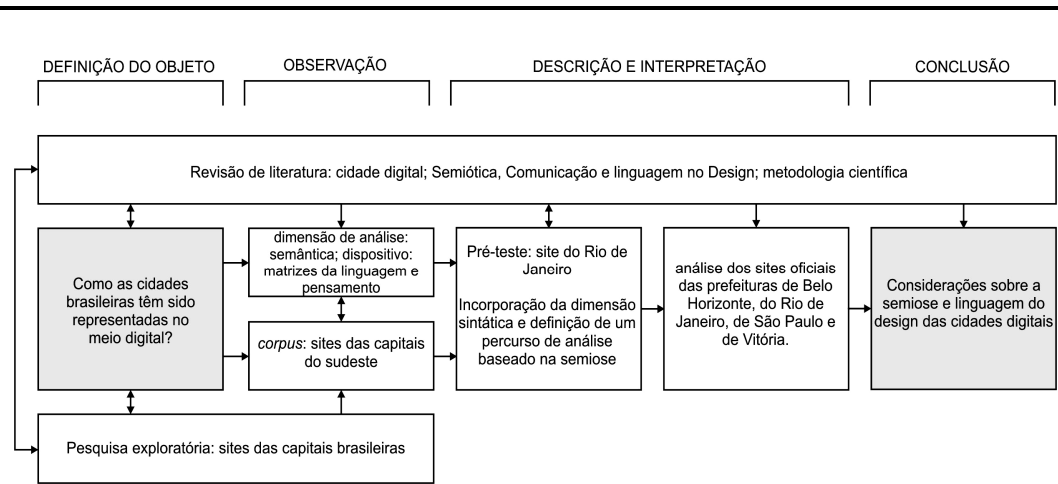 DEFINIÇÃO DO OBJETO
OBSERVAÇÃO
DESCRIÇÃO E INTERPRETAÇÃO
CONCLUSÃO
Revisão de literatura: cidade digital; Semiótica, Comunicação e linguagem no Design; metodologia científica
Como as cidades
brasileiras têm sido
representadas no
meio digital?
dimensão de análise:
semântica; dispositivo:
matrizes da linguagem e
pensamento
corpus: sites das capitais
do sudeste
Pré-teste: site do Rio de
Janeiro
Incorporação da dimensão
sintática e definição de um
percurso de análise
baseado na semiose
análise dos sites oficiais
das prefeituras de Belo
Horizonte, do Rio de
Janeiro, de São Paulo e
de Vitória.
Considerações sobre a
semiose e linguagem do
design das cidades digitais
Pesquisa exploratória: sites das capitais brasileiras